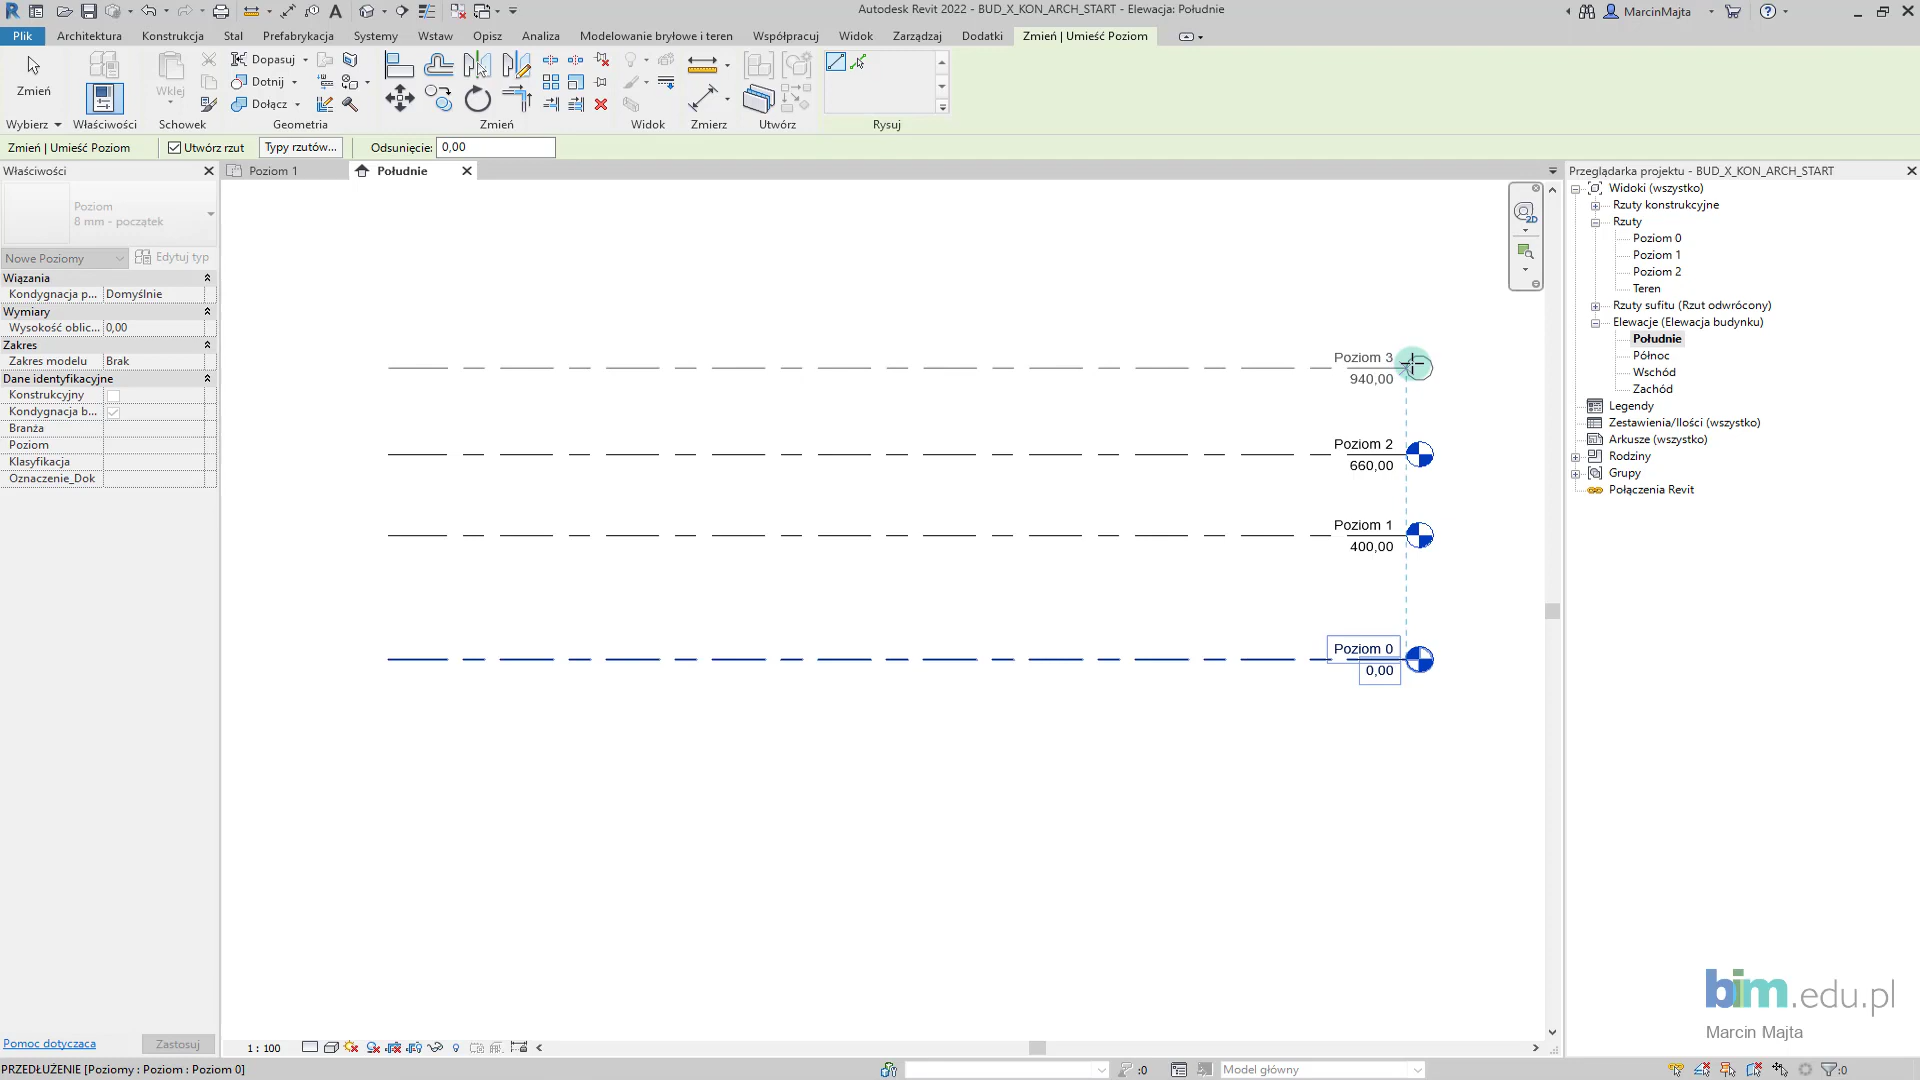 Autodesk Revit 2022 - BUD_X_KON_ARCH_START - Elewacja: Południe
MarcinMajta
Plik
Architektura
Konstrukcja
Stal
Prefabrykacja
Systemy
Wstaw
Opisz
Analiza
Modelowanie bryłowe i teren
Współpracuj
Widok
Zarządzaj
Dodatki
Zmień | Umieść Poziom
Zmień
Wklej
Dopasuj
Dotnij
Dołącz
Wybierz
Właściwości
Schowek
Geometria
Zmień
Widok
Zmierz
Utwórz
Rysuj
Zmień | Umieść Poziom
Utwórz rzut
Typy rzutów...
Odsunięcie:
0,00
Właściwości
Poziom 1
Południe
Przeglądarka projektu - BUD_X_KON_ARCH_START
Poziom
8 mm - początek
Nowe Poziomy
Edytuj typ
Wiązania
Kondygnacja p... Domyślnie
Wymiary
Wysokość oblic... 0,00
Zakres
Zakres modelu Brak
Dane identyfikacyjne
Konstrukcyjny
Kondygnacja b...
Branża
Poziom
Klasyfikacja
Oznaczenie_Dok
Pomoc dotycząca
Zastosuj
2D
Poziom 3
940,00
Poziom 2
660,00
Poziom 1
400,00
Poziom 0
0,00
Widoki (wszystko)
Rzuty konstrukcyjne
Rzuty
Poziom 0
Poziom 1
Poziom 2
Teren
Rzuty sufitu (Rzut odwrócony)
Elewacje (Elewacja budynku)
Południe
Północ
Wschód
Zachód
Legendy
Zestawienia/Ilości (wszystko)
Arkusze (wszystko)
Rodziny
Grupy
Połączenia Revit
bim.edu.pl
Marcin Majta
1 : 100
PRZEDŁUŻENIE [Poziomy : Poziom : Poziom 0]
:0
Model główny
:0